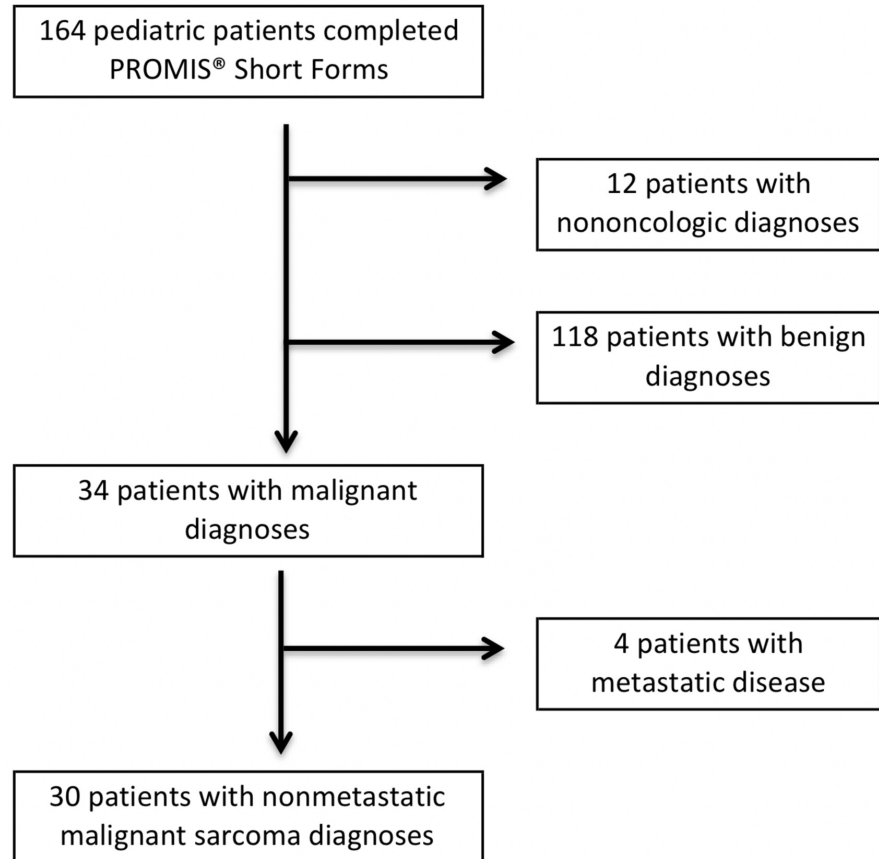 164 pediatric patients completed
PROMIS® Short Forms
12 patients with
nononcologic diagnoses
118 patients with benign
diagnoses
34 patients with malignant
diagnoses
4 patients with
metastatic disease
30 patients with nonmetastatic
malignant sarcoma diagnoses